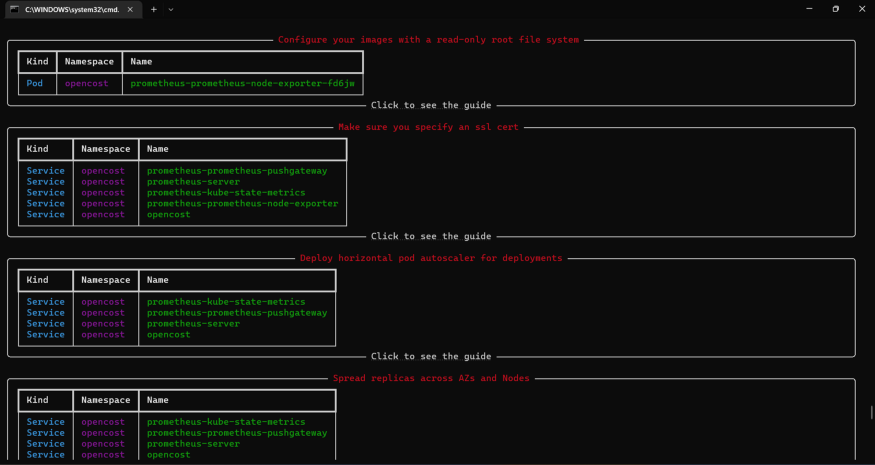 C:\WINDOWS\system32\cmd.
Configure your images with a read-only root file system
Kind Namespace Name
Pod opencost prometheus-prometheus-node-exporter-fd6jm
Click to see the guide
Make sure you specify an ssl cert
Kind Namespace Name
Service opencost prometheus-prometheus-pushgateway
Service opencost prometheus-server
Service opencost prometheus-kube-state-metrics
Service opencost prometheus-prometheus-node-exporter
Service opencost opencost
Click to see the guide
Deploy horizontal pod autoscaler for deployments
Kind Namespace Name
Service opencost prometheus-kube-state-metrics
Service opencost prometheus-prometheus-pushgateway
Service opencost prometheus-server
Service opencost opencost
Click to see the guide
Spread replicas across AZs and Nodes
Kind Namespace Name
Service opencost prometheus-kube-state-metrics
Service opencost prometheus-prometheus-pushgateway
Service opencost prometheus-server
Service opencost opencost